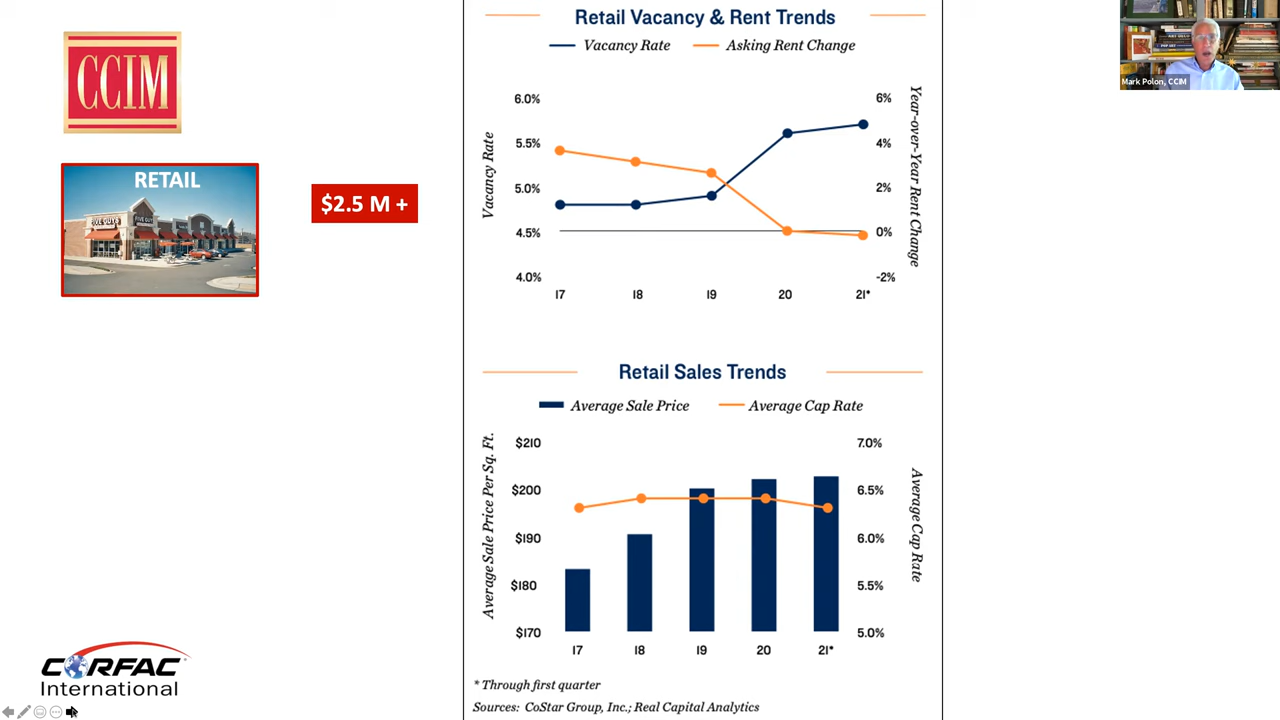 CCIM
RETAIL
FIVE GUYS
$2.5 M +
Mark Polon, CCIM
Retail Vacancy & Rent Trends
Vacancy Rate
Asking Rent Change
Vacancy Rate
6.0%
5.5%
5.0%
4.5%
4.0%
6%
4%
2%
0%
-2%
Year-over-Year Rent Change
17 18 19 20 21*
Retail Sales Trends
Average Sale Price
Average Cap Rate
Average Sale Price Per Sq. Ft.
$210
$200
$190
$180
$170
7.0%
6.5%
6.0%
5.5%
5.0%
Average Cap Rate
17 18 19 20 21*
* Through first quarter
Sources: CoStar Group, Inc.; Real Capital Analytics
CORFAC
International